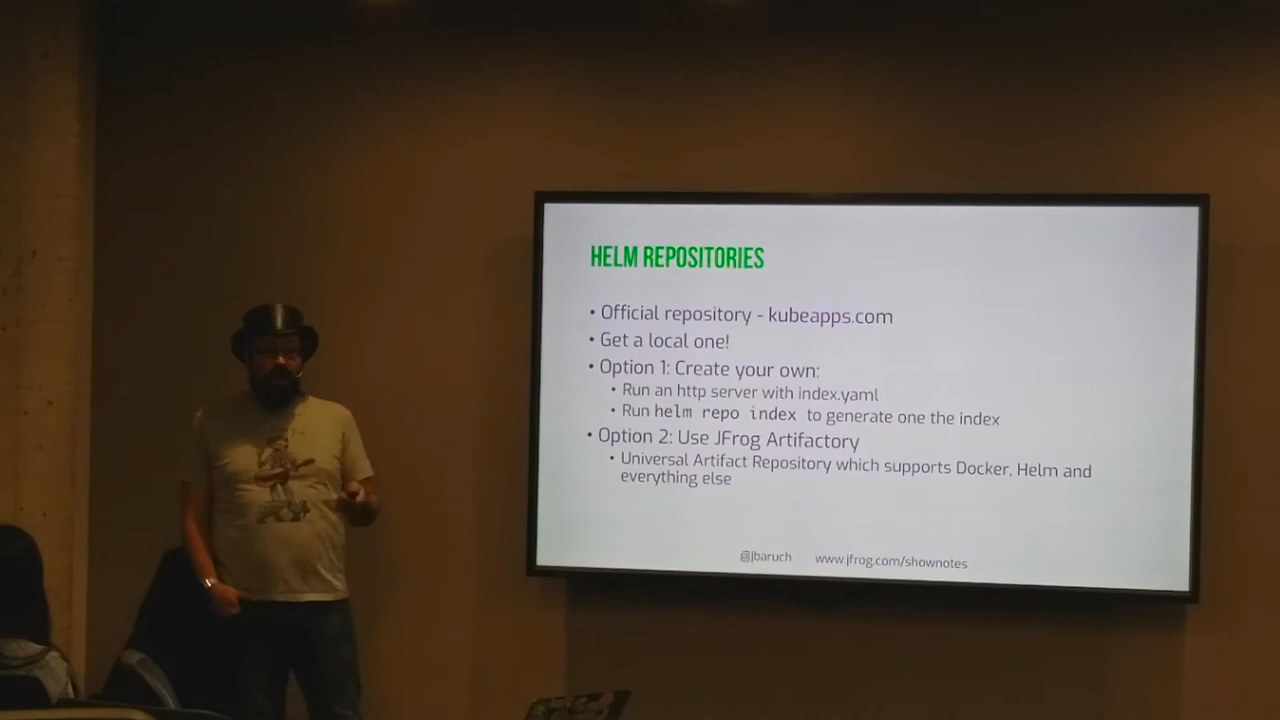 HELM REPOSITORIES
• Official repository - kubeapps.com
• Get a local one!
• Option 1: Create your own:
• Run an http server with index.yaml
• Run helm repo index to generate one the index
• Option 2: Use JFrog Artifactory
• Universal Artifact Repository which supports Docker, Helm and
everything else
@jbaruch www.jfrog.com/shownotes